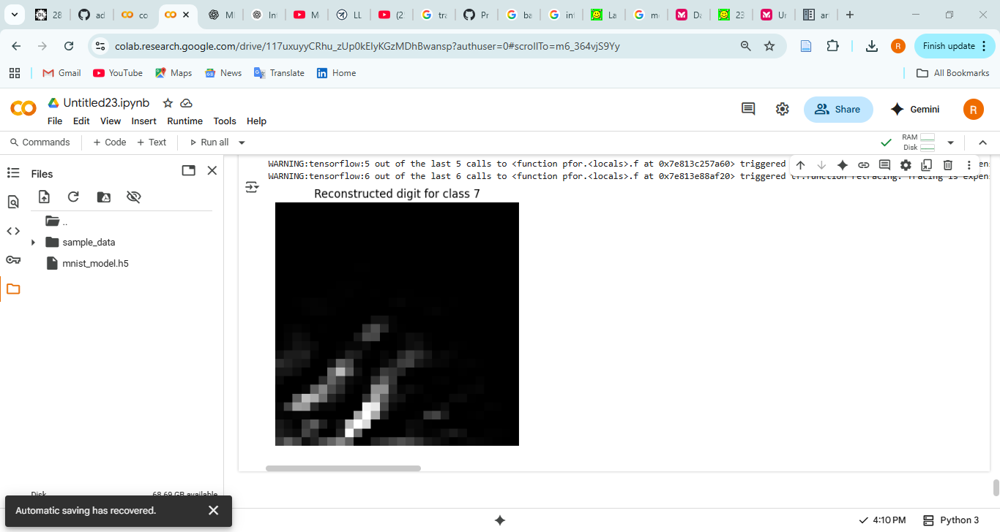 28
ad
co
MI
Int
M
LL
(2
tra
Pr
ba
int
La
m
Da
23
Ur
ar
colab.research.google.com/drive/117uxuyyCRhu_zUp0kElyKGzMDhBwansp?authuser=0#scrollTo=m6_364vjS9Yy
R
Finish update
Gmail
YouTube
Maps
News
Translate
Home
All Bookmarks
Untitled23.ipynb
File Edit View Insert Runtime Tools Help
Share
Gemini
R
Commands
+ Code + Text
Run all
RAM
Disk
Files
..
sample_data
mnist_model.h5
WARNING:tensorflow:5 out of the last 5 calls to <function pfor.<locals>.f at 0x7e813c257a60> triggered
WARNING:tensorflow:6 out of the last 6 calls to <function pfor.<locals>.f at 0x7e813e88af20> triggered tf.function retracing. Tracing is expen
Reconstructed digit for class 7
Disk 68.69 GB available
Automatic saving has recovered.
4:10 PM
Python 3